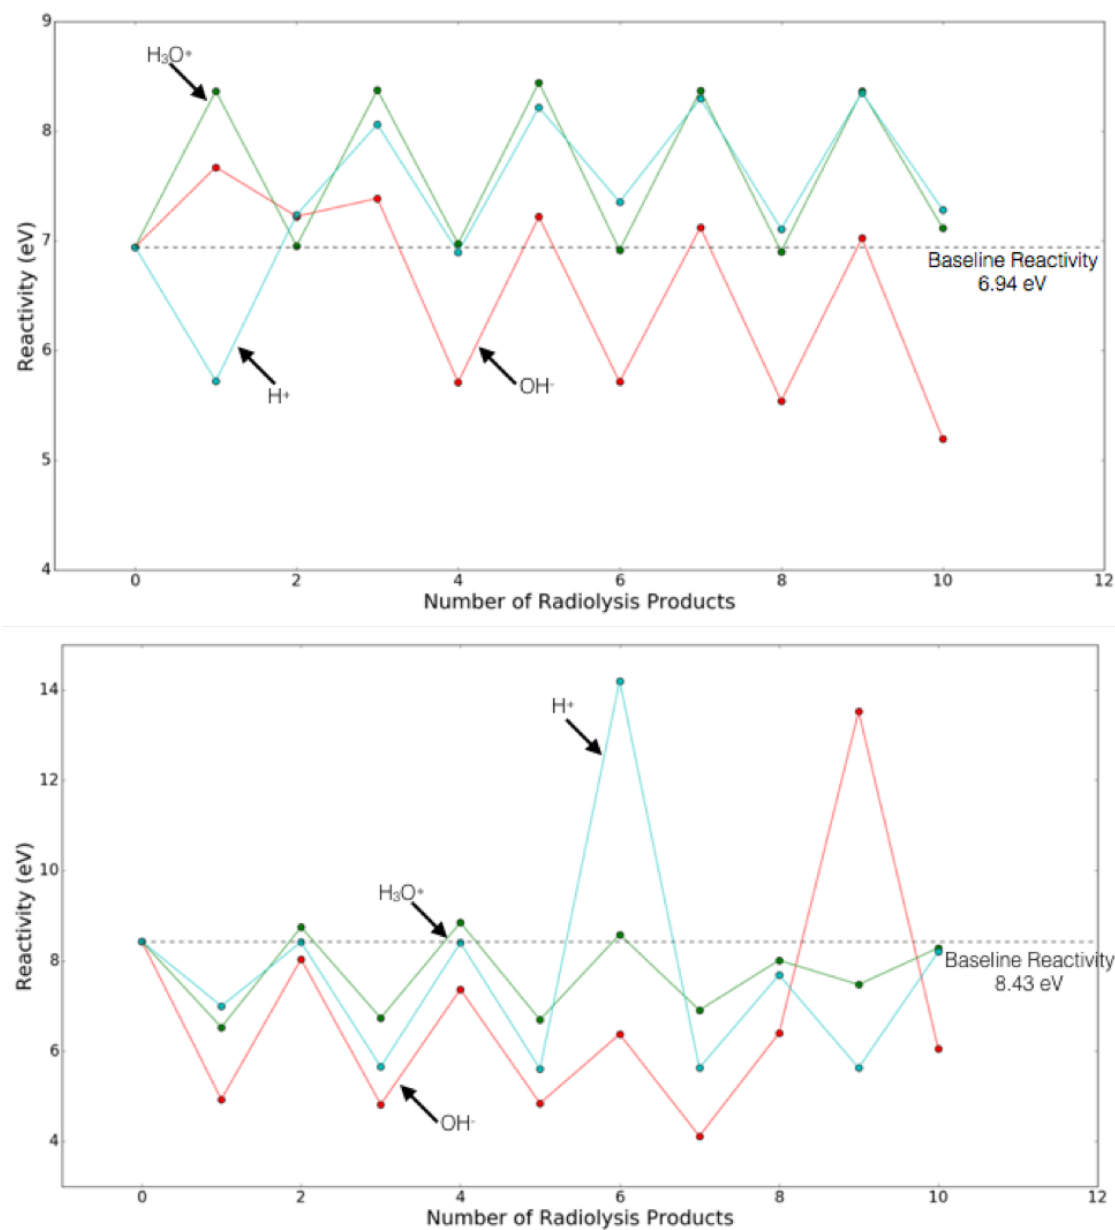 9
H₃O⁺
8
7
Reactivity (eV)
Baseline Reactivity
6.94 eV
6
H⁺
OH⁻
5
4
0 2 4 6 8 10 12
Number of Radiolysis Products
14
H⁺
12
10
H₃O⁺
Reactivity (eV)
8
Baseline Reactivity
8.43 eV
6
OH⁻
4
0 2 4 6 8 10 12
Number of Radiolysis Products